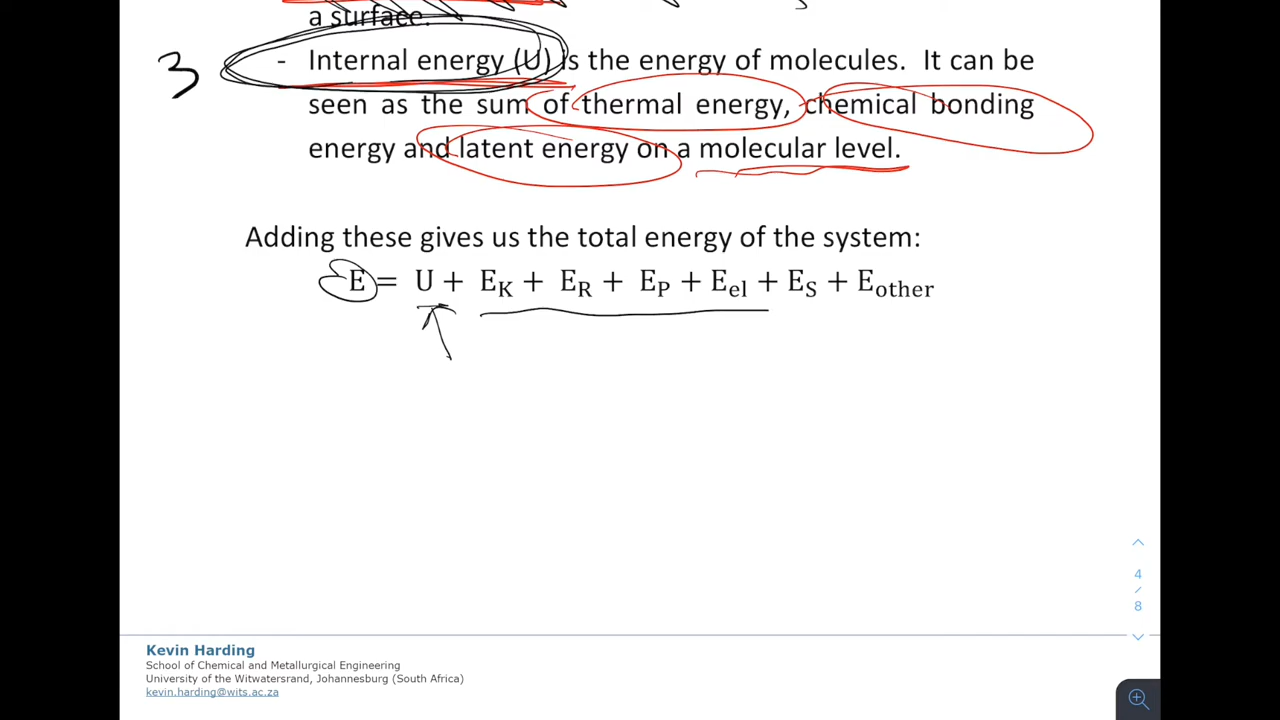 a surface.
3
- Internal energy (U) is the energy of molecules. It can be
seen as the sum of thermal energy, chemical bonding
energy and latent energy on a molecular level.
Adding these gives us the total energy of the system:
E = U + E_K + E_R + E_P + E_el + E_S + E_other
4
/
8
Kevin Harding
School of Chemical and Metallurgical Engineering
University of the Witwatersrand, Johannesburg (South Africa)
kevin.harding@wits.ac.za